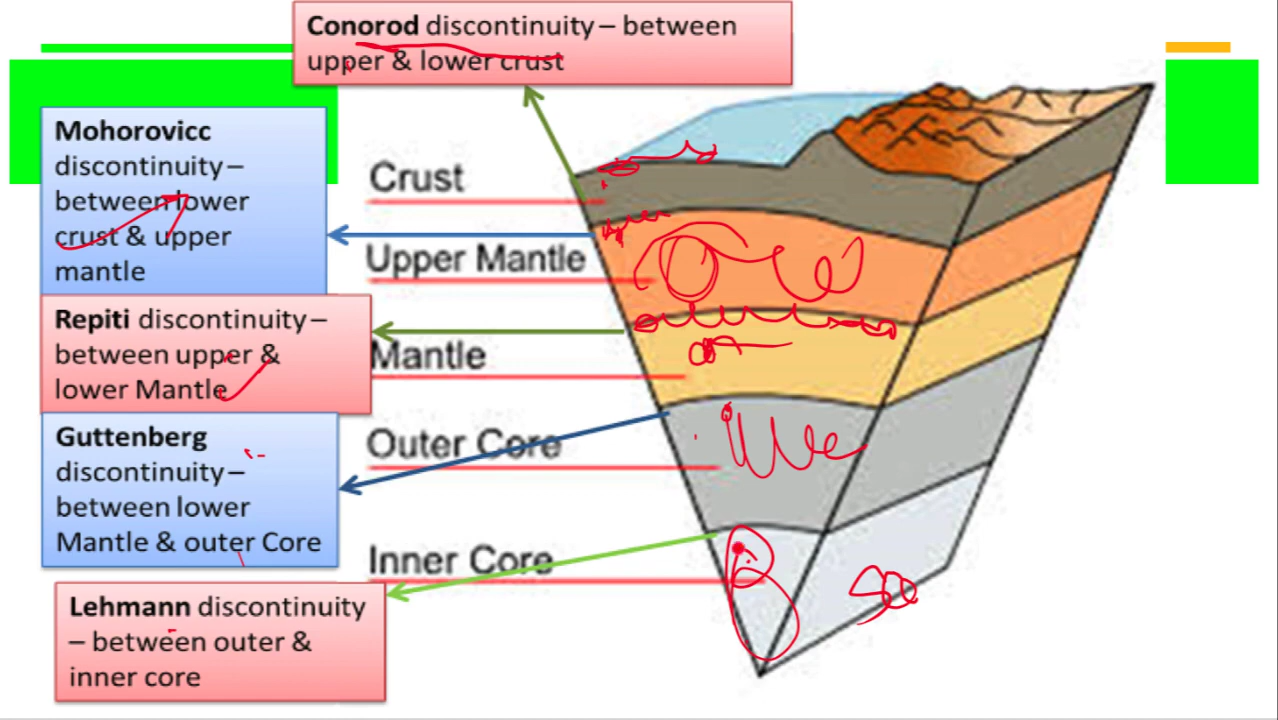 Conorod discontinuity – between
upper & lower crust
Mohorovicc
discontinuity –
between lower
crust & upper
mantle
Repiti discontinuity –
between upper &
lower Mantle
Guttenberg
discontinuity –
between lower
Mantle & outer Core
Lehmann discontinuity
– between outer &
inner core
Crust
Upper Mantle
Mantle
Outer Core
Inner Core